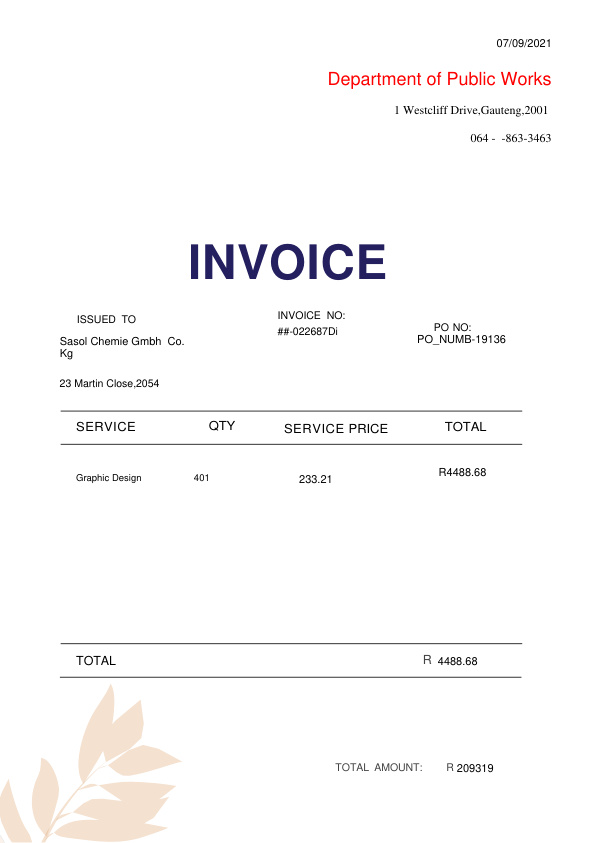 07/09/2021
Department of Public Works
1 Westcliff Drive,Gauteng,2001
064 -  -863-3463
INVOICE
ISSUED TO
INVOICE NO:
PO NO:
##-022687Di
PO_NUMB-19136
Sasol Chemie Gmbh Co.
Kg
23 Martin Close,2054
SERVICE QTY SERVICE PRICE TOTAL
Graphic Design 401 233.21 R4488.68
TOTAL R 4488.68
TOTAL AMOUNT: R 209319